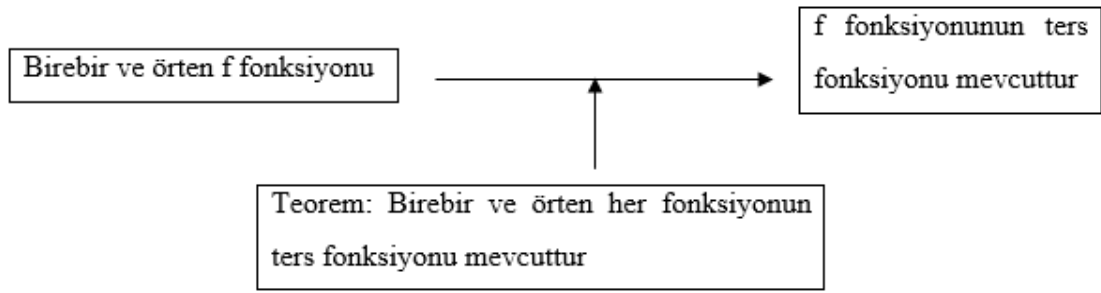 Birebir ve örten f fonksiyonu
f fonksiyonunun ters
fonksiyonu mevcuttur
Teorem: Birebir ve örten her fonksiyonun
ters fonksiyonu mevcuttur